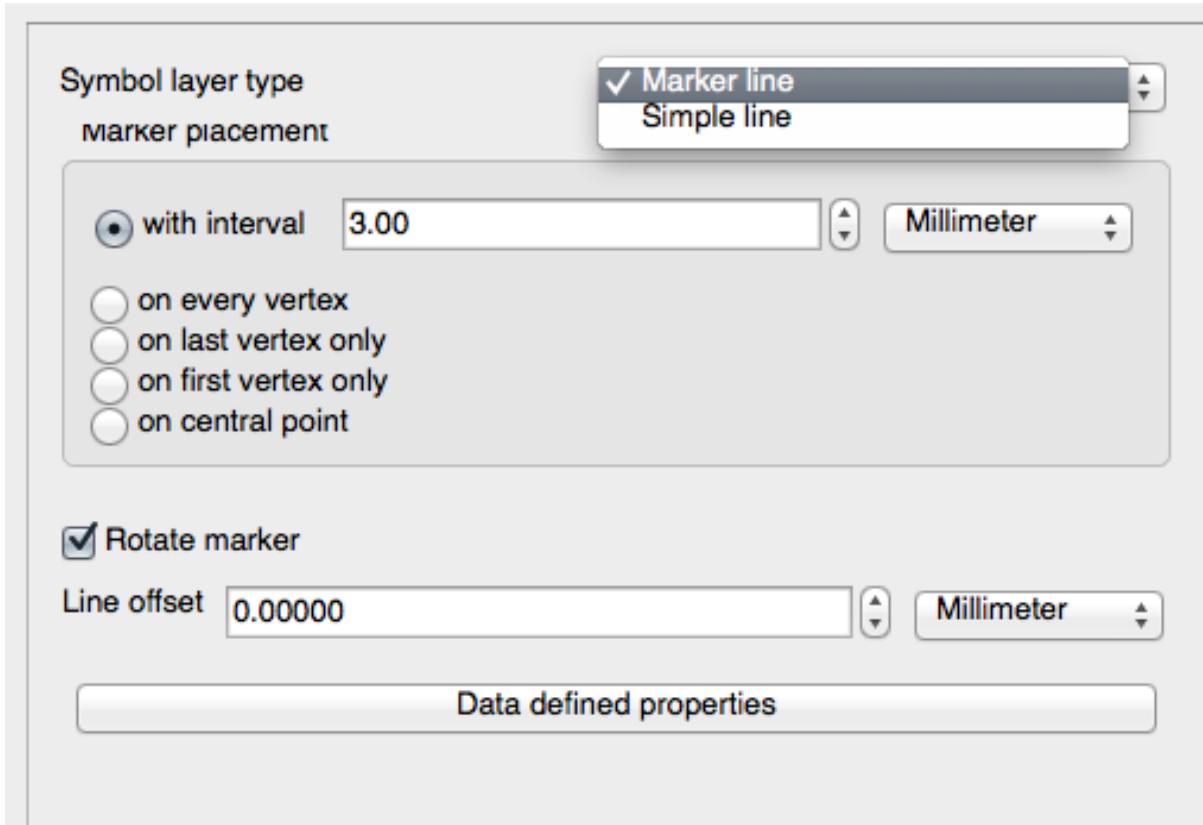 Symbol layer type
Marker line
Simple line
Marker placement
with interval 3.00 Millimeter
on every vertex
on last vertex only
on first vertex only
on central point
Rotate marker
Line offset 0.00000 Millimeter
Data defined properties